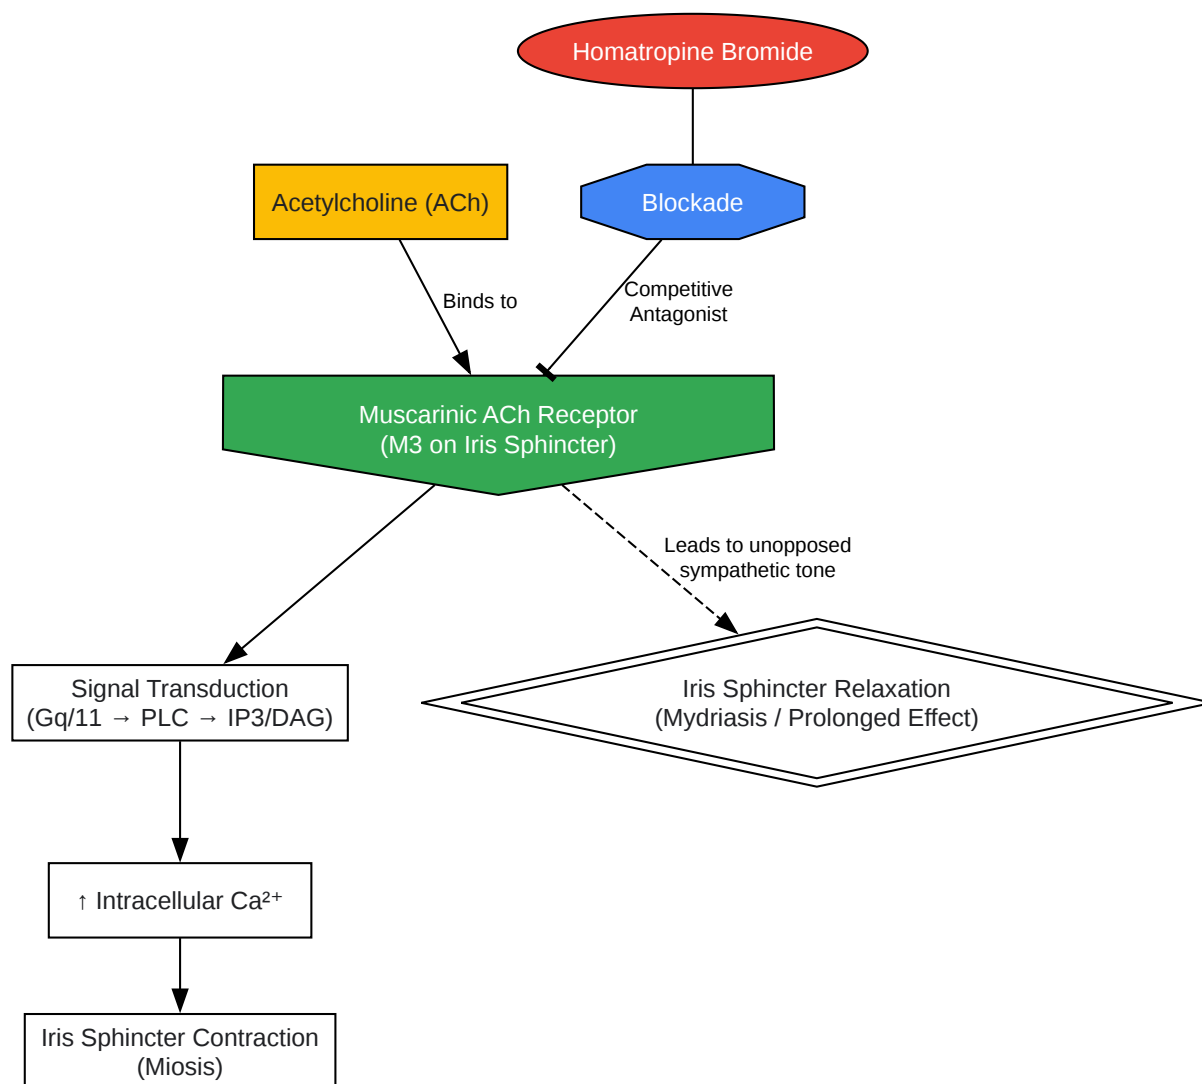 Homatropine Bromide
Acetylcholine (ACh)
Blockade
Binds to
Competitive
Antagonist
Muscarinic ACh Receptor
(M3 on Iris Sphincter)
Leads to unopposed
sympathetic tone
Signal Transduction
(Gq/11 → PLC → IP3/DAG)
Iris Sphincter Relaxation
(Mydriasis / Prolonged Effect)
↑ Intracellular Ca²⁺
Iris Sphincter Contraction
(Miosis)